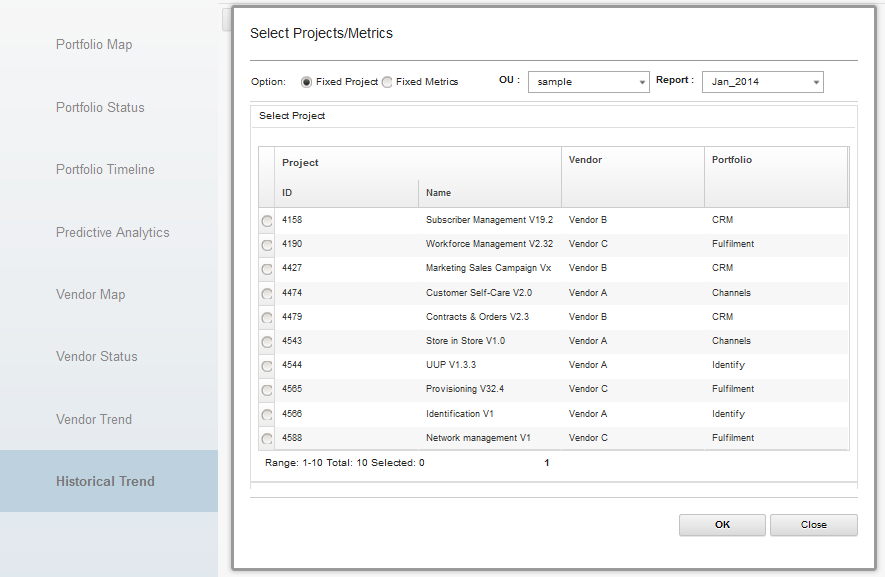 Portfolio Map
Portfolio Status
Portfolio Timeline
Predictive Analytics
Vendor Map
Vendor Status
Vendor Trend
Historical Trend
Select Projects/Metrics
Option: Fixed Project Fixed Metrics OU : sample Report : Jan_2014
Select Project
Project Vendor Portfolio
ID Name
4158 Subscriber Management V19.2 Vendor B CRM
4190 Workforce Management V2.32 Vendor C Fulfilment
4427 Marketing Sales Campaign Vx Vendor B CRM
4474 Customer Self-Care V2.0 Vendor A Channels
4479 Contracts & Orders V2.3 Vendor B CRM
4543 Store in Store V1.0 Vendor A Channels
4544 UUP V1.3.3 Vendor A Identify
4565 Provisioning V32.4 Vendor C Fulfilment
4566 Identification V1 Vendor A Identify
4588 Network management V1 Vendor C Fulfilment
Range: 1-10 Total: 10 Selected: 0 1
OK Close